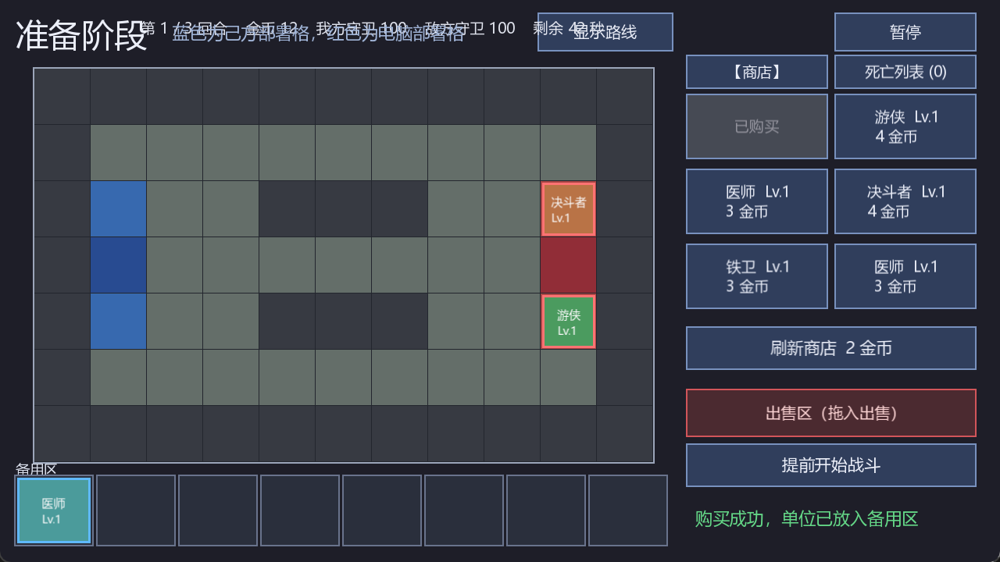 准备阶段
第 1 / 3 回合 金币 12 我方守卫 100 敌方守卫 100 剩余 42 秒
蓝色为己方部署格，红色为电脑部署格
显示路线
暂停
【商店】
死亡列表 (0)
已购买
游侠 Lv.1
4 金币
医师 Lv.1
3 金币
决斗者 Lv.1
4 金币
铁卫 Lv.1
3 金币
医师 Lv.1
3 金币
决斗者
Lv.1
游侠
Lv.1
刷新商店 2 金币
出售区（拖入出售）
提前开始战斗
备用区
医师
Lv.1
购买成功，单位已放入备用区